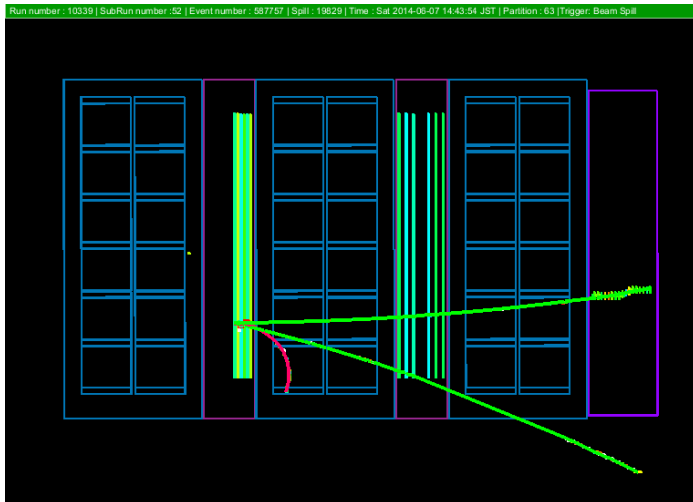 Run number : 10339 | SubRun number :52 | Event number : 587757 | Spill : 19829 | Time : Sat 2014-06-07 14:43:54 JST | Partition : 63 |Trigger: Beam Spill